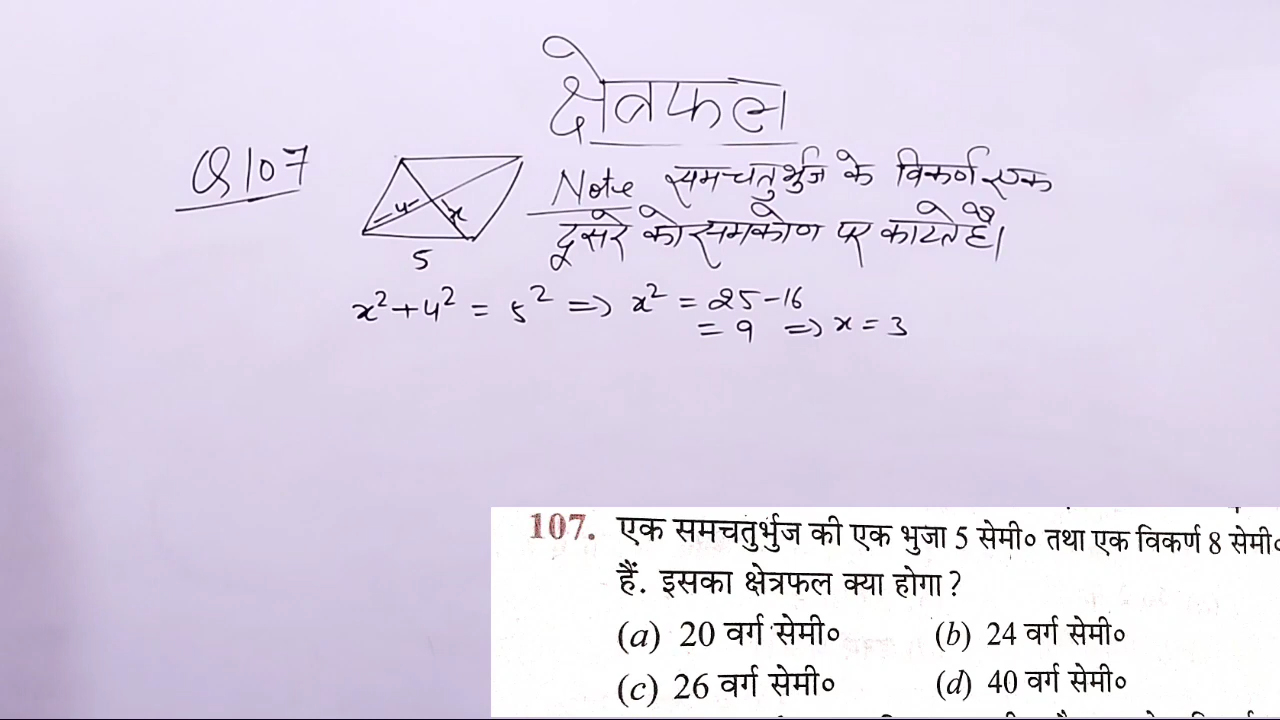 क्षेत्रफल
Q 107
4 x
5
Note समचतुर्भुज के विकर्ण एक
दूसरे को समकोण पर काटते हैं।
x² + 4² = 5² => x² = 25 - 16
= 9 => x = 3
107. एक समचतुर्भुज की एक भुजा 5 सेमी० तथा एक विकर्ण 8 सेमी०
हैं. इसका क्षेत्रफल क्या होगा ?
(a) 20 वर्ग सेमी० (b) 24 वर्ग सेमी०
(c) 26 वर्ग सेमी० (d) 40 वर्ग सेमी०